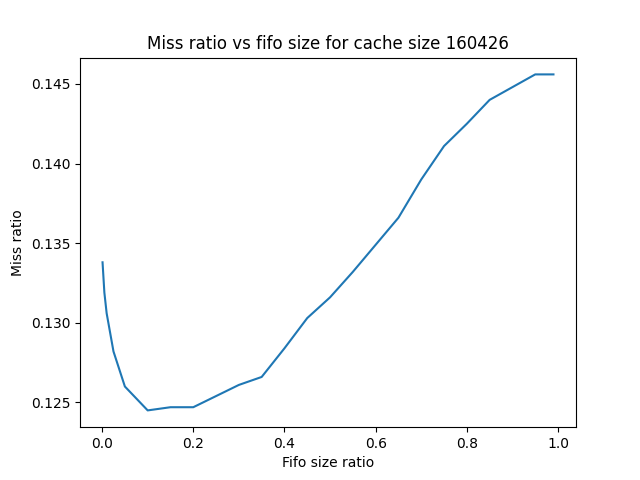 Miss ratio vs fifo size for cache size 160426
0.145
0.140
0.135
0.130
0.125
Miss ratio
0.0 0.2 0.4 0.6 0.8 1.0
Fifo size ratio